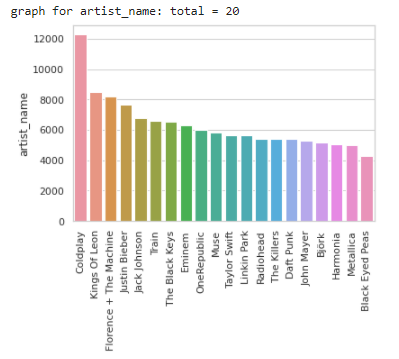 graph for artist_name: total = 20
12000
10000
8000
6000
4000
2000
0
artist_name
Coldplay
Kings Of Leon
Florence + The Machine
Justin Bieber
Jack Johnson
Train
The Black Keys
Eminem
OneRepublic
Muse
Taylor Swift
Linkin Park
Radiohead
The Killers
Daft Punk
John Mayer
Björk
Harmonia
Metallica
Black Eyed Peas